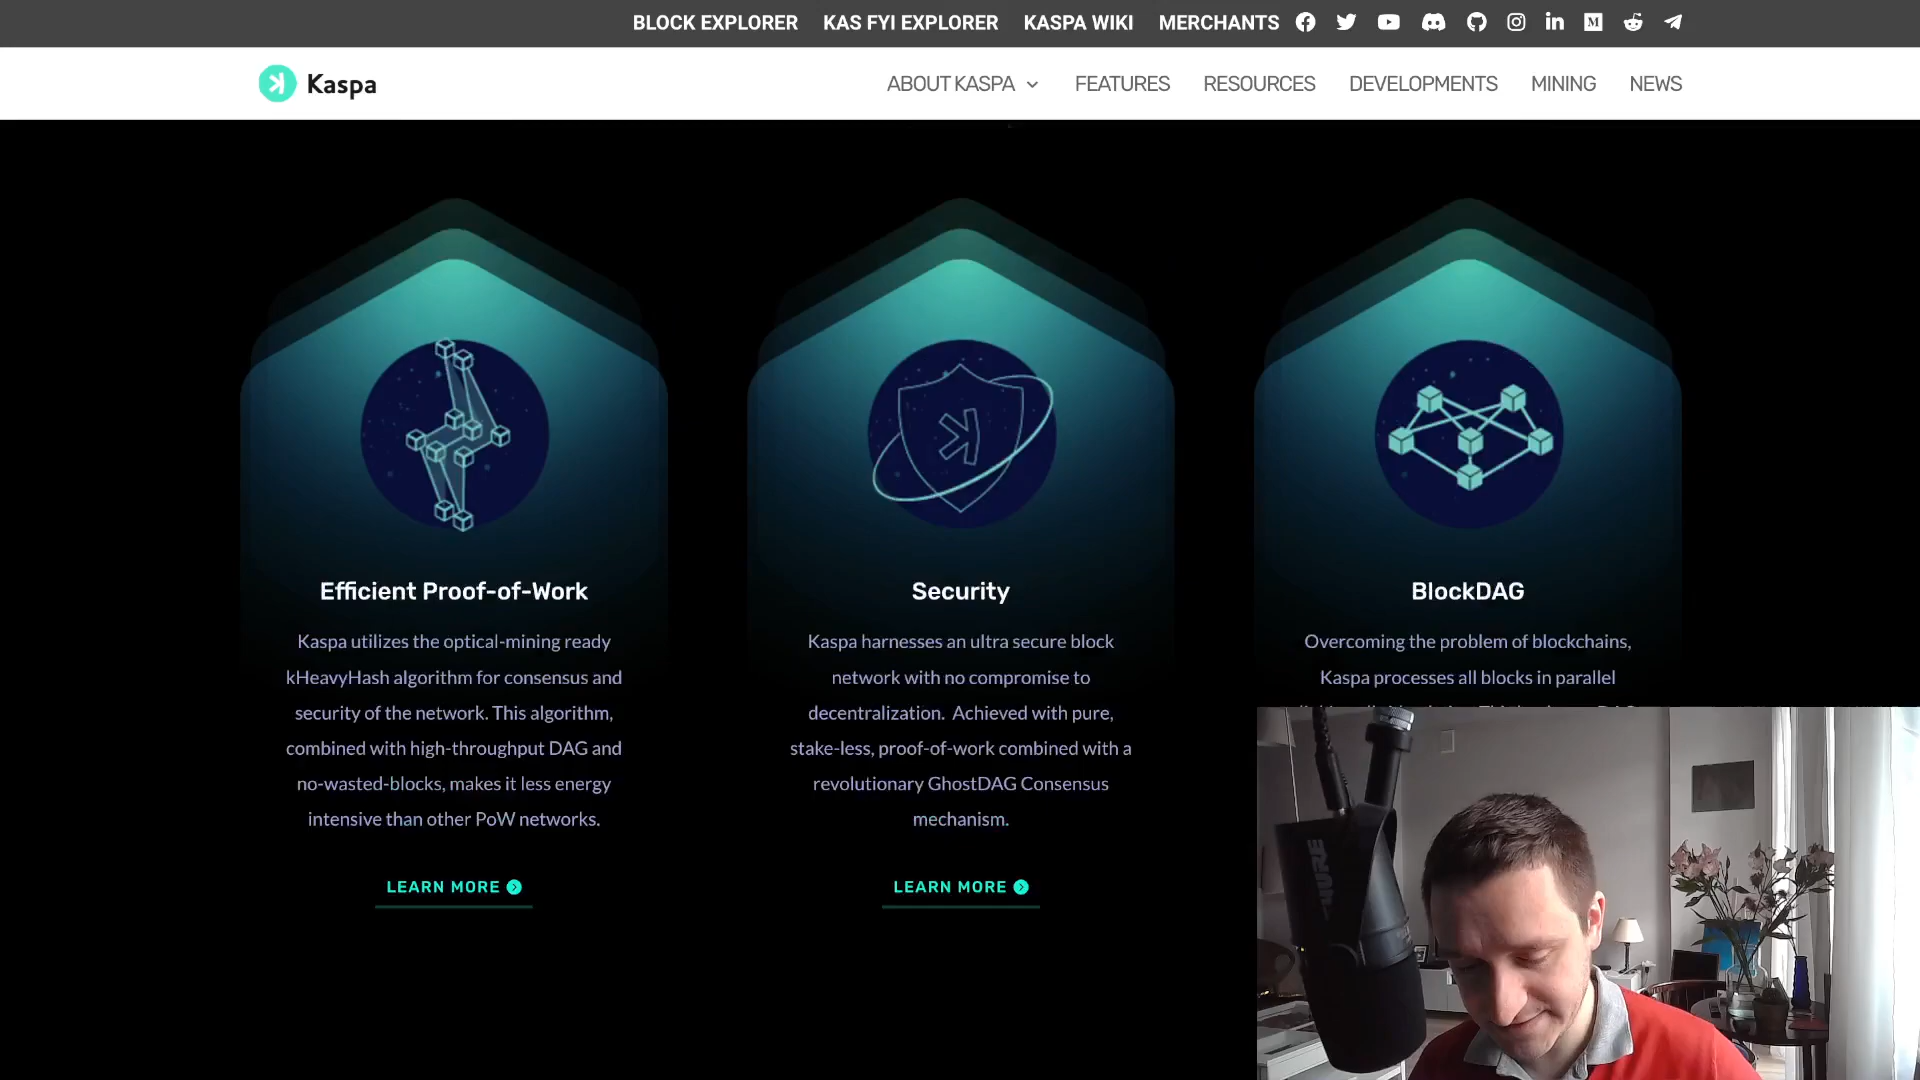 BLOCK EXPLORER KAS FYI EXPLORER KASPA WIKI MERCHANTS
Kaspa
ABOUT KASPA FEATURES RESOURCES DEVELOPMENTS MINING NEWS
Efficient Proof-of-Work
Kaspa utilizes the optical-mining ready
kHeavyHash algorithm for consensus and
security of the network. This algorithm,
combined with high-throughput DAG and
no-wasted-blocks, makes it less energy
intensive than other PoW networks.
LEARN MORE
Security
Kaspa harnesses an ultra secure block
network with no compromise to
decentralization. Achieved with pure,
stake-less, proof-of-work combined with a
revolutionary GhostDAG Consensus
mechanism.
LEARN MORE
BlockDAG
Overcoming the problem of blockchains,
Kaspa processes all blocks in parallel